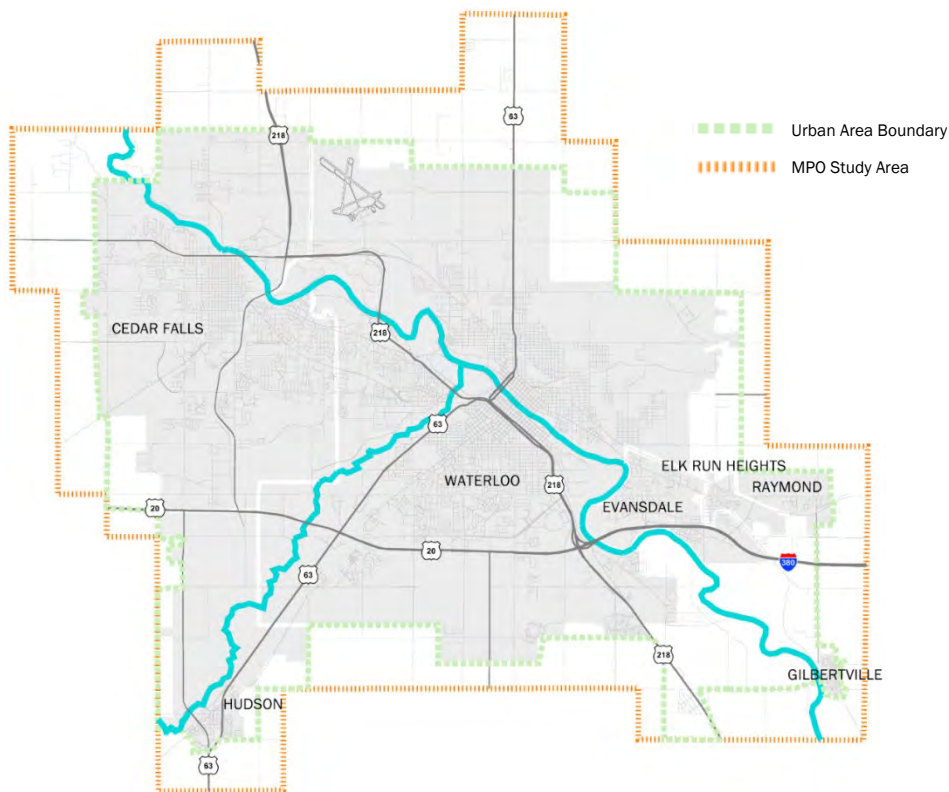 63
218
Urban Area Boundary
MPO Study Area
CEDAR FALLS
218
63
ELK RUN HEIGHTS
WATERLOO
RAYMOND
218
EVANSDALE
20
20
380
63
218
GILBERTVILLE
HUDSON
63